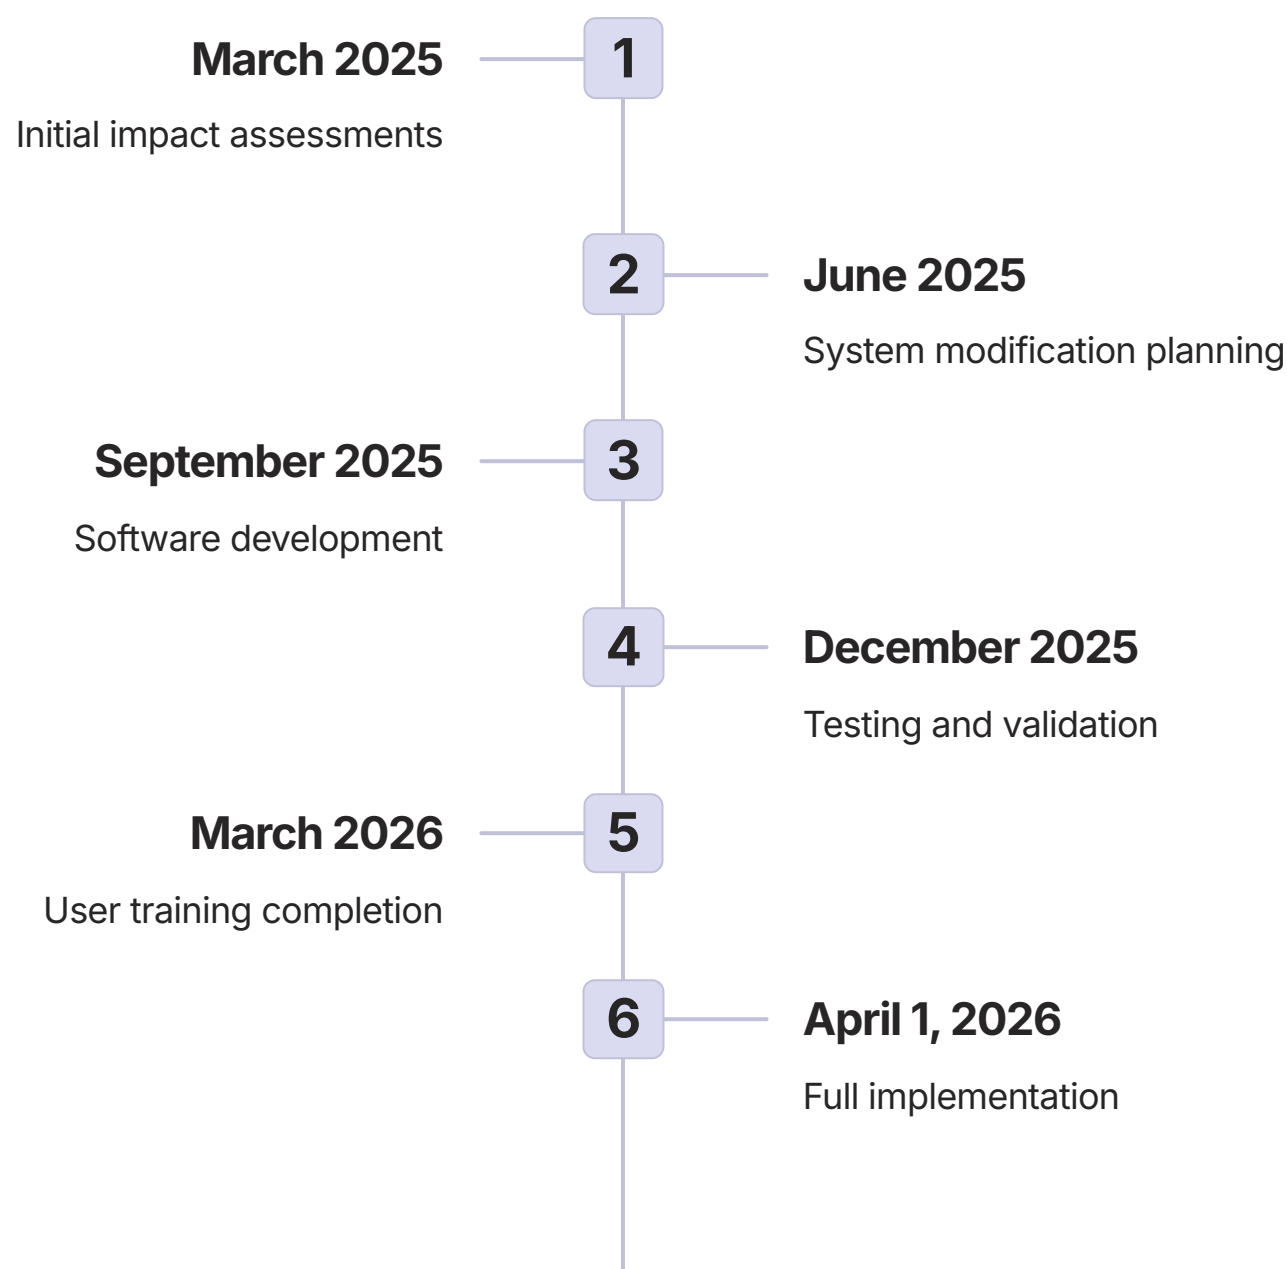 March 2025
1
Initial impact assessments
2
June 2025
System modification planning
September 2025
3
Software development
4
December 2025
Testing and validation
March 2026
5
User training completion
6
April 1, 2026
Full implementation